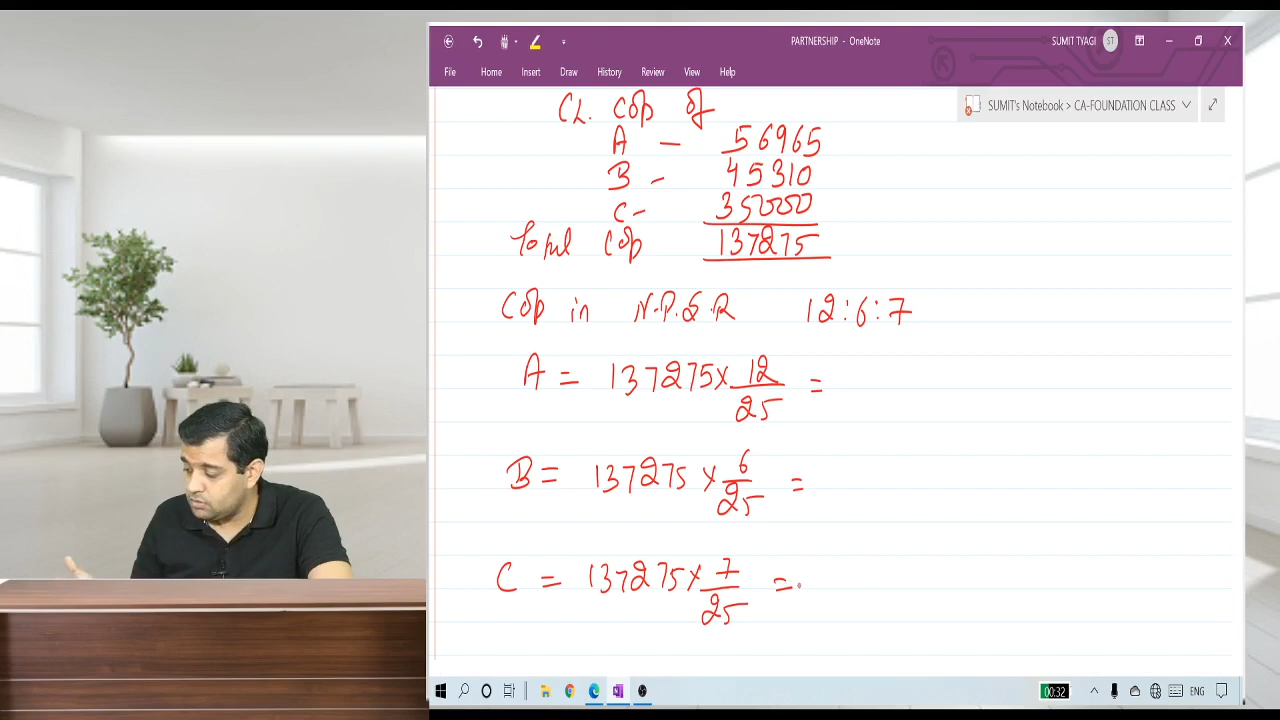 PARTNERSHIP - OneNote
SUMIT TYAGI ST
File Home Insert Draw History Review View Help
SUMIT's Notebook > CA-FOUNDATION CLASS
CL. Cap of
A - 56965
B - 45310
C - 35000
Total Cap 137275
Cap in N.P.S.R 12:6:7
A = 137275 × 12/25 =
B = 137275 × 6/25 =
C = 137275 × 7/25 =
00:32 ENG